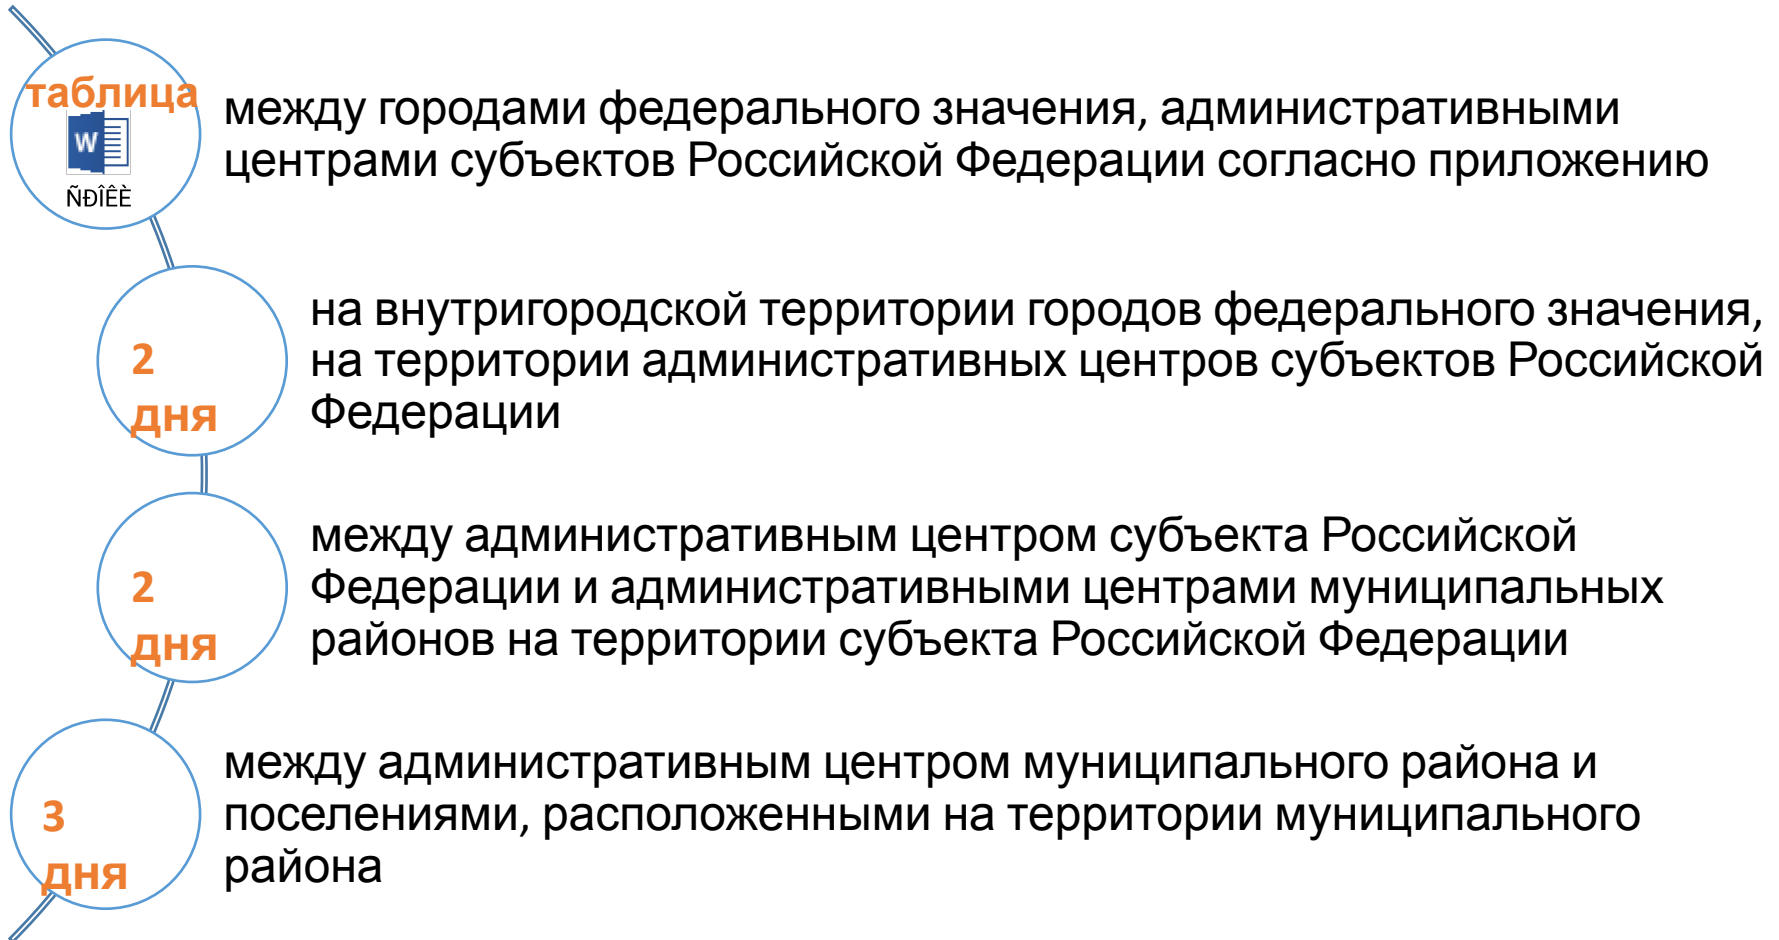 таблица
W
ÑÐÎÊÈ
между городами федерального значения, административными
центрами субъектов Российской Федерации согласно приложению
2
дня
на внутригородской территории городов федерального значения,
на территории административных центров субъектов Российской
Федерации
2
дня
между административным центром субъекта Российской
Федерации и административными центрами муниципальных
районов на территории субъекта Российской Федерации
3
дня
между административным центром муниципального района и
поселениями, расположенными на территории муниципального
района